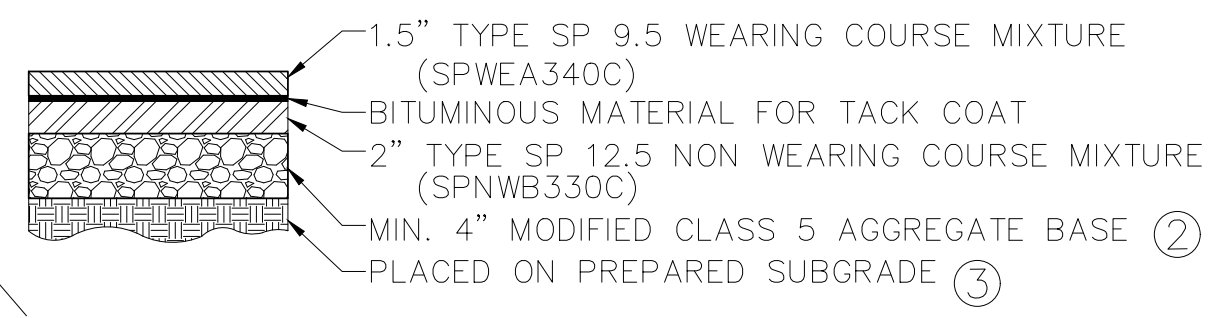 1.5” TYPE SP 9.5 WEARING COURSE MIXTURE
(SPWEA340C)
BITUMINOUS MATERIAL FOR TACK COAT
2” TYPE SP 12.5 NON WEARING COURSE MIXTURE
(SPNWB330C)
MIN. 4” MODIFIED CLASS 5 AGGREGATE BASE ②
PLACED ON PREPARED SUBGRADE ③